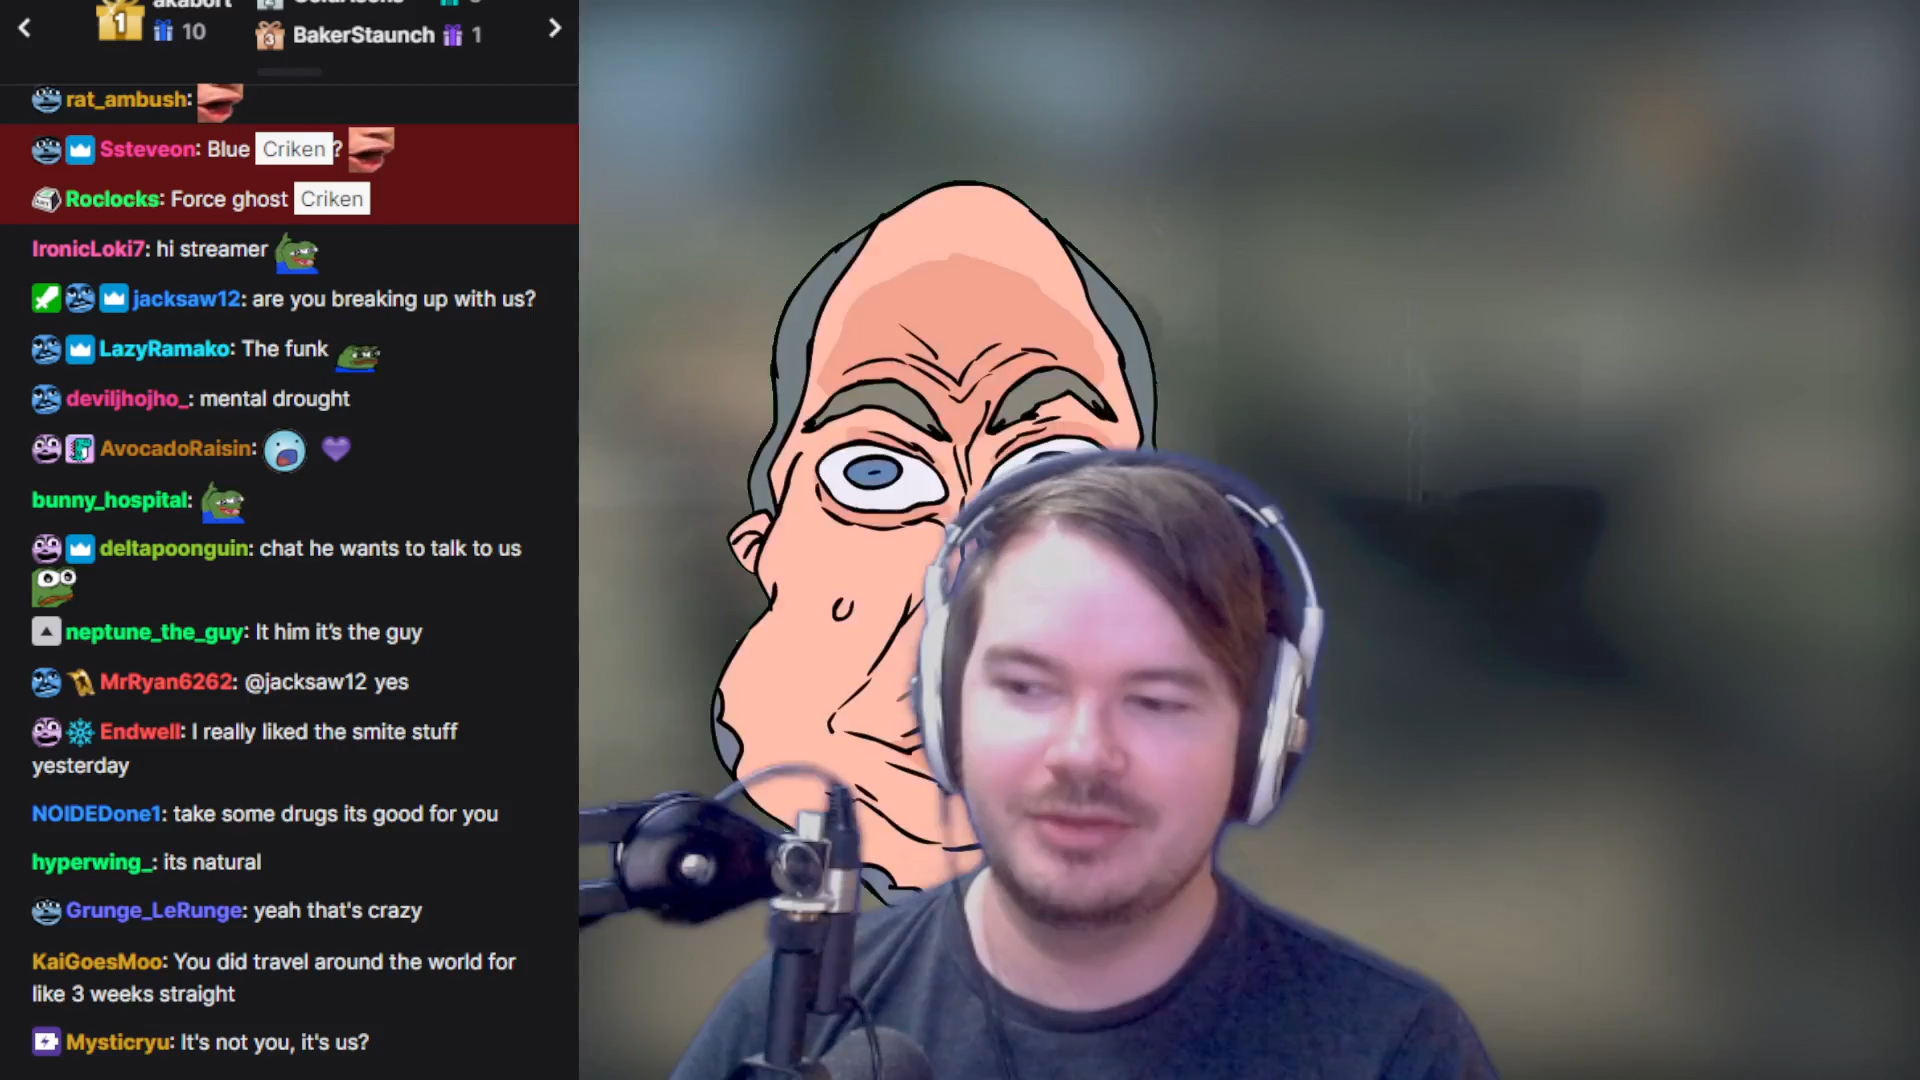 akabort
10
1
BakerStaunch 1
3
rat_ambush:
Ssteveon: Blue Criken ?
Roclocks: Force ghost Criken
IronicLoki7: hi streamer
jacksaw12: are you breaking up with us?
LazyRamako: The funk
deviljhojho_: mental drought
AvocadoRaisin:
bunny_hospital:
deltapoonguin: chat he wants to talk to us
neptune_the_guy: It him it’s the guy
MrRyan6262: @jacksaw12 yes
Endwell: I really liked the smite stuff
yesterday
NOIDEDone1: take some drugs its good for you
hyperwing_: its natural
Grunge_LeRunge: yeah that's crazy
KaiGoesMoo: You did travel around the world for
like 3 weeks straight
Mysticryu: It's not you, it's us?